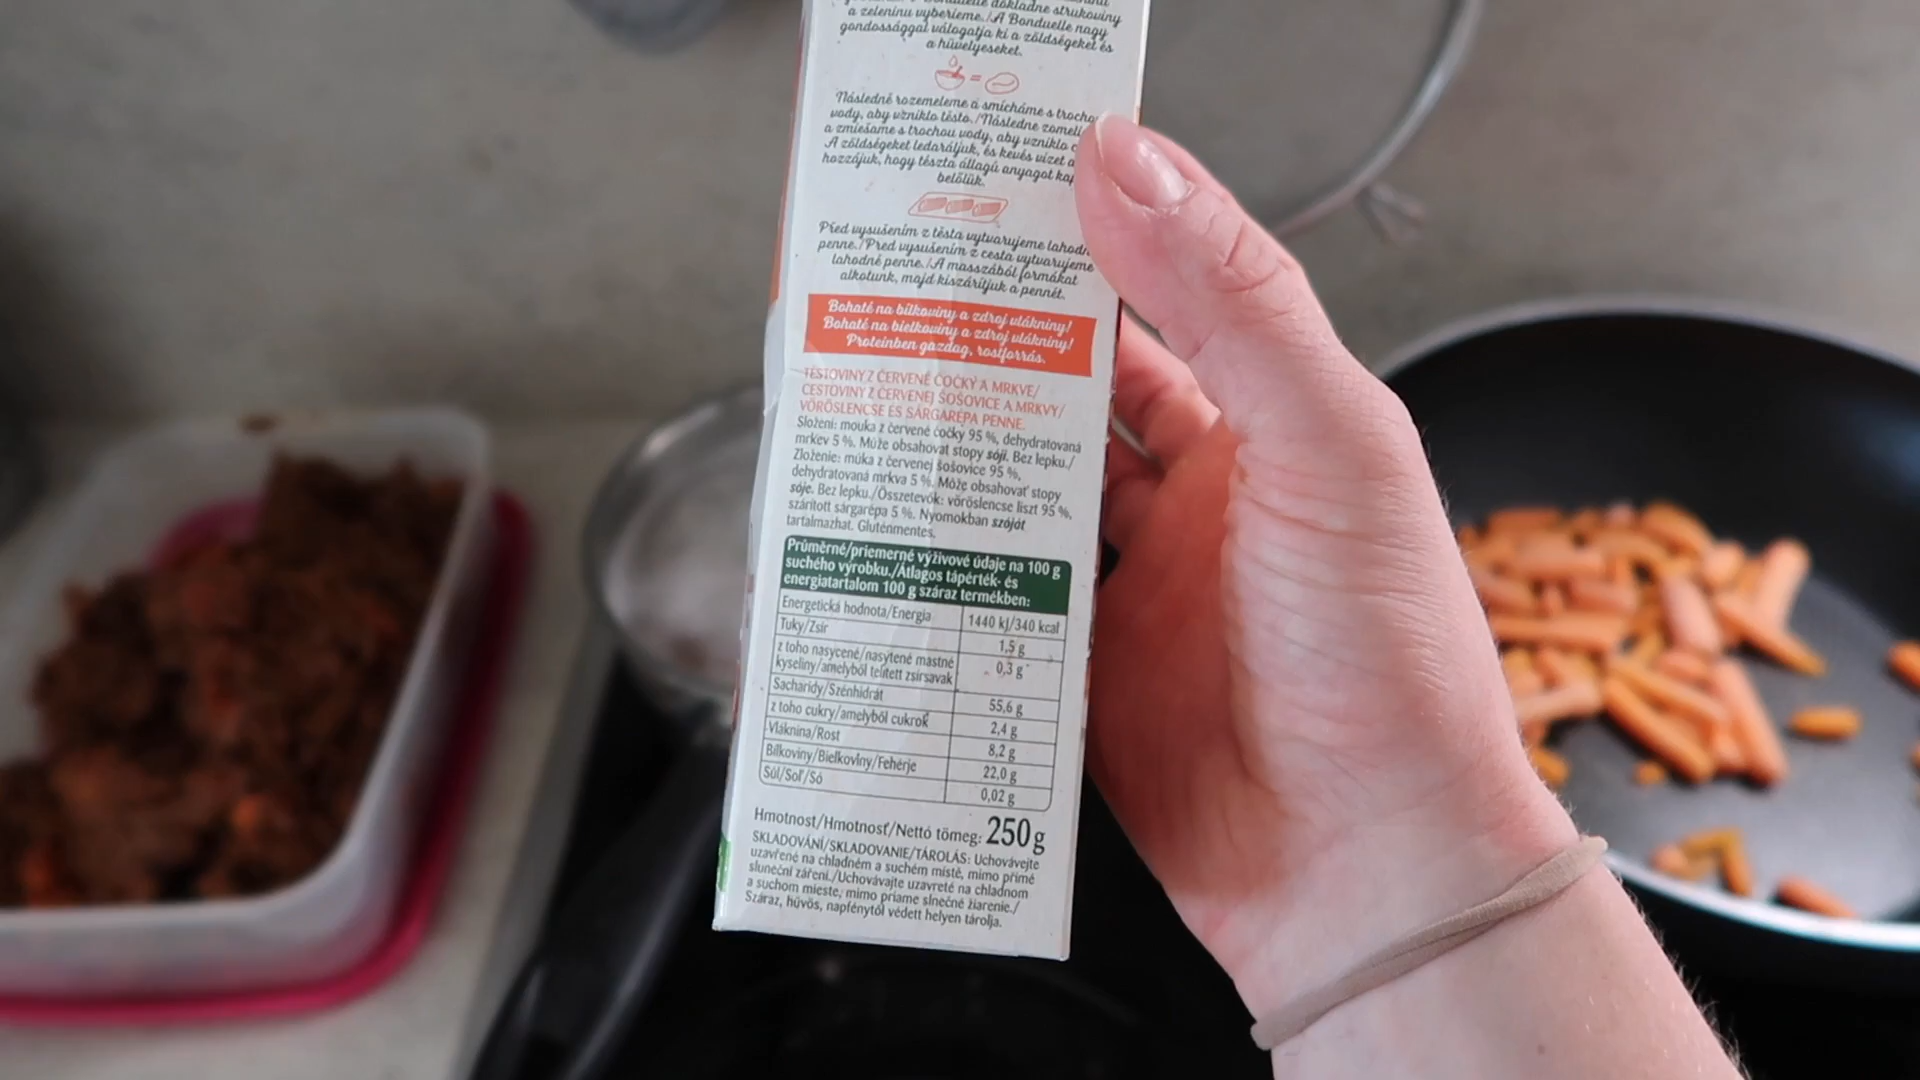 Bonduelle důkladně strukoviny
a zeleninu vyberieme./A Bonduelle nagy
gondossággal válogatja ki a zöldségeket és
a hüvelyeseket.
=
Následně rozemeleme a smícháme s trochou
vody, aby vzniklo těsto./Následne
a zmiešame s trochou vody, aby vzniklo
A zöldségeket ledaráljuk, és kevés vizet
hozzájuk, hogy tészta állagú anyagot
belőlük.
Před vysušením z těsta vytvarujeme
penne./Pred vysušením z cesta vytvarujeme
lahodné penne./A masszából formákat
alkotunk, majd kiszárítjuk a pennét.
Bohaté na bílkoviny a zdroj vlákniny!
Bohaté na bielkoviny a zdroj vlákniny!
Proteinben gazdag, rostforrás.
TĚSTOVINY Z ČERVENÉ ČOČKY A MRKVE/
CESTOVINY Z ČERVENEJ ŠOŠOVICE A MRKVY/
VÖRÖSLENCSE ÉS SÁRGARÉPA PENNE.
Složení: mouka z červené čočky 95 %, dehydratovaná
mrkev 5 %. Může obsahovat stopy sóji. Bez lepku./
Zloženie: múka z červenej šošovice 95 %,
dehydratovaná mrkva 5 %. Môže obsahovať stopy
sóje. Bez lepku./Összetevők: vöröslencse liszt 95 %,
szárított sárgarépa 5 %. Nyomokban szóját
tartalmazhat. Gluténmentes.
Průměrné/priemerné výživové údaje na 100 g
suchého výrobku./Átlagos tápérték- és
energiatartalom 100 g száraz termékben:
Energetická hodnota/Energia 1440 kJ/340 kcal
Tuky/Zsír 1,5 g
z toho nasycené/nasýtené mastné 0,3 g
kyseliny/amelyből telített zsírsavak
Sacharidy/Szénhidrát 55,6 g
z toho cukry/amelyből cukrok 2,4 g
Vláknina/Rost 8,2 g
Bílkoviny/Bielkoviny/Fehérje 22,0 g
Sůl/Soľ/Só 0,02 g
Hmotnost/Hmotnosť/Nettó tömeg: 250 g
SKLADOVÁNÍ/SKLADOVANIE/TÁROLÁS: Uchovávejte
uzavřené na chladném a suchém místě, mimo přímé
sluneční záření./Uchovávajte uzavreté na chladnom
a suchom mieste, mimo priame slnečné žiarenie./
Száraz, hűvös, napfénytől védett helyen tárolja.